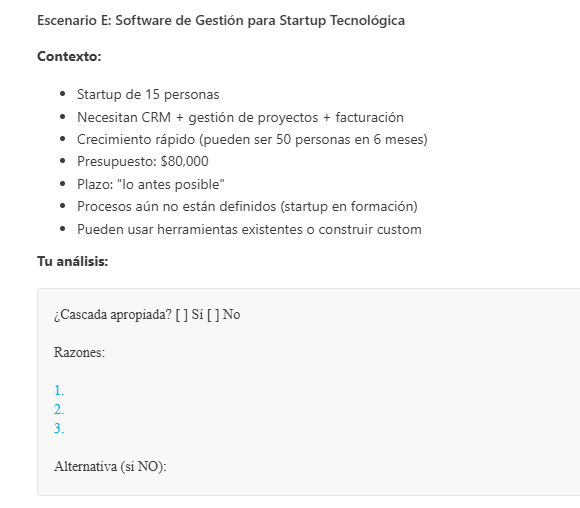 Escenario E: Software de Gestión para Startup Tecnológica
Contexto:
• Startup de 15 personas
• Necesitan CRM + gestión de proyectos + facturación
• Crecimiento rápido (pueden ser 50 personas en 6 meses)
• Presupuesto: $80,000
• Plazo: "lo antes posible"
• Procesos aún no están definidos (startup en formación)
• Pueden usar herramientas existentes o construir custom
Tu análisis:
¿Cascada apropiada? [ ] Sí [ ] No
Razones:
1.
2.
3.
Alternativa (si NO):